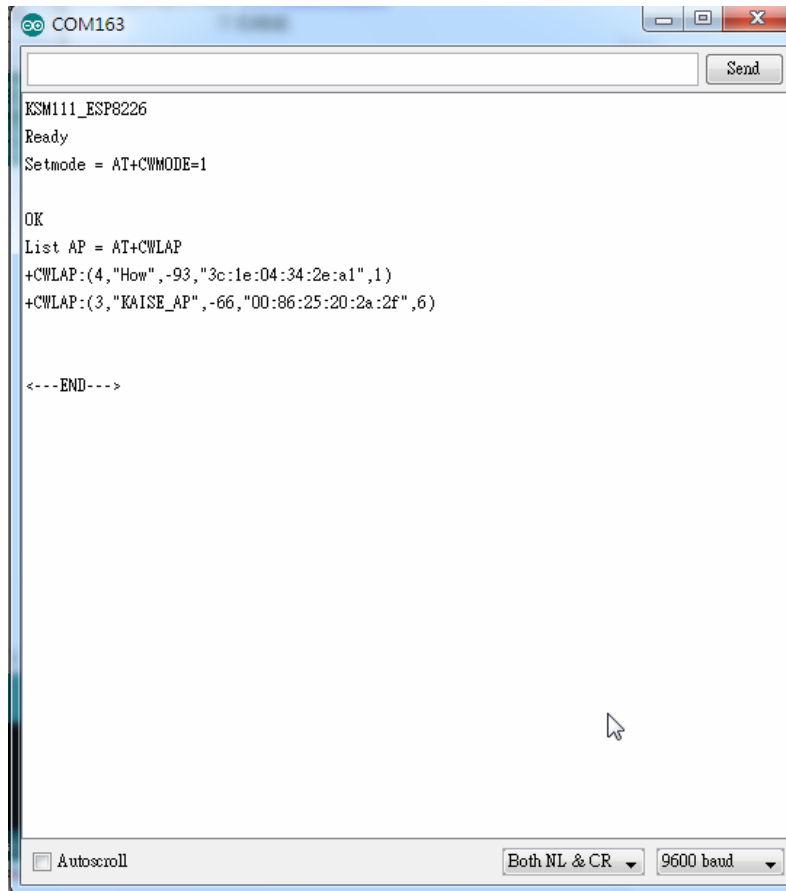 COM163
Send
KSM111_ESP8226
Ready
Setmode = AT+CWMODE=1
OK
List AP = AT+CWLAP
+CWLAP:(4,"How",-93,"3c:1e:04:34:2e:a1",1)
+CWLAP:(3,"KAISE_AP",-66,"00:86:25:20:2a:2f",6)
<---END--->
Autoscroll
Both NL & CR
9600 baud